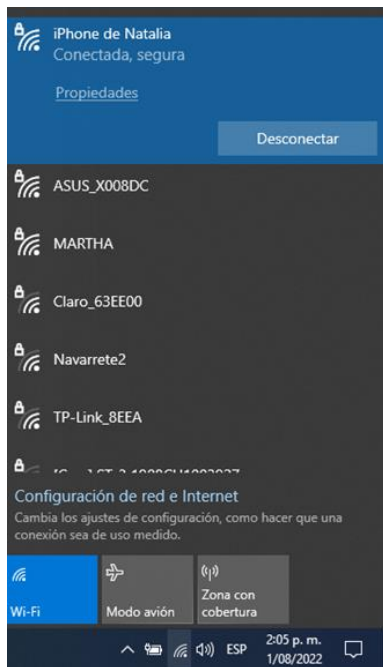 iPhone de Natalia
Conectada, segura
Propiedades
Desconectar
ASUS_X008DC
MARTHA
Claro_63EE00
Navarrete2
TP-Link_8EEA
Configuración de red e Internet
Cambia los ajustes de configuración, como hacer que una
conexión sea de uso medido.
Wi-Fi
Modo avión
Zona con
cobertura
ESP
2:05 p. m.
1/08/2022